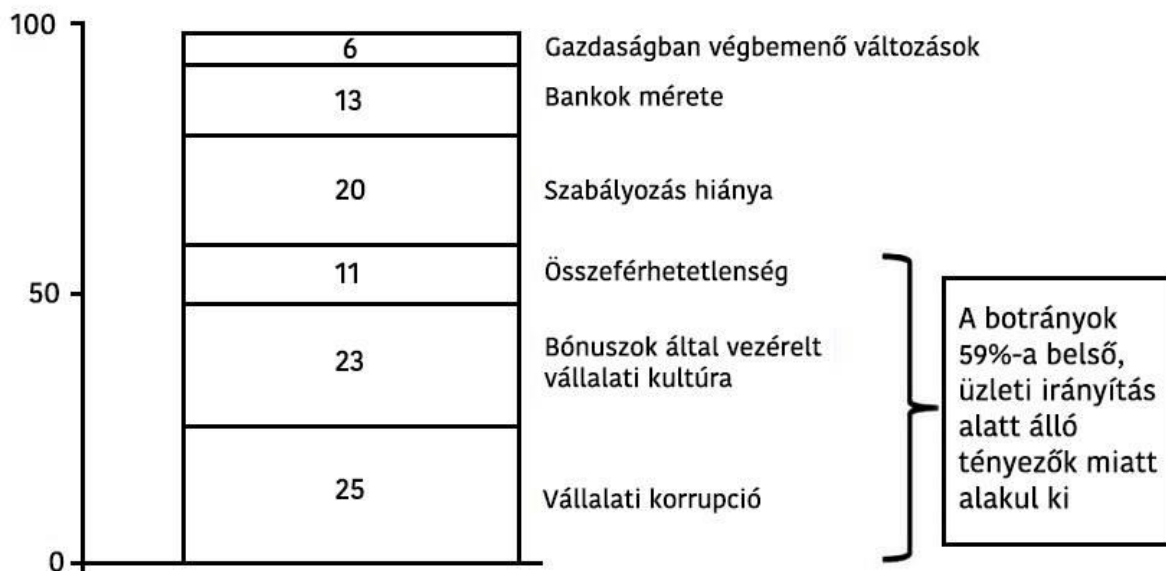 100
6
Gazdaságban végbemenő változások
13
Bankok mérete
20
Szabályozás hiánya
11
Összeférhetetlenség
50
23
Bónuszok által vezérelt
vállalati kultúra
25
Vállalati korrupció
0
A botrányok
59%-a belső,
üzleti irányítás
alatt álló
tényezők miatt
alakul ki